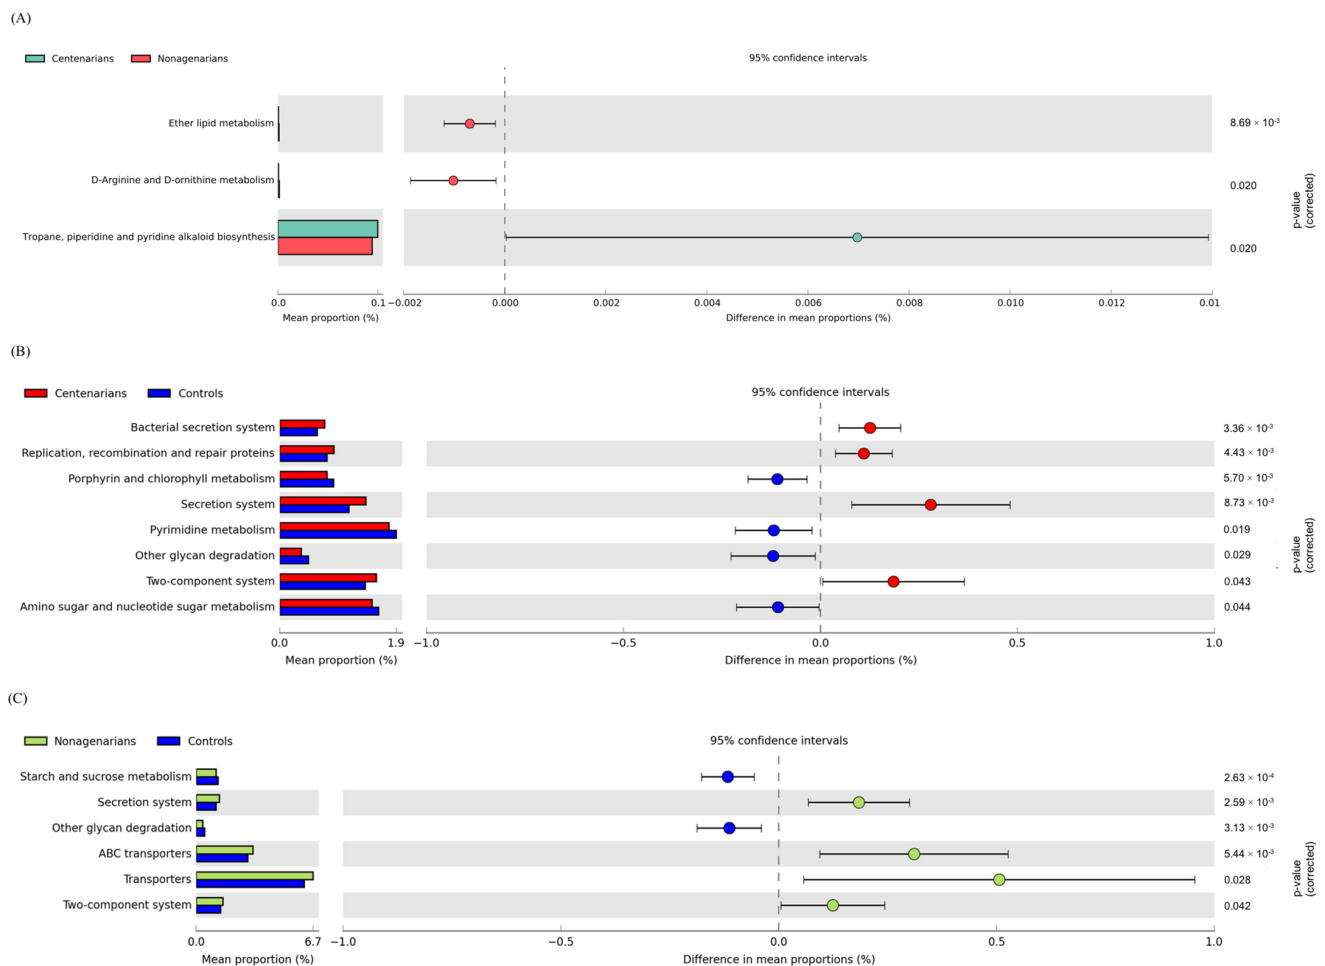 (A)
Centenarians Nonagenarians 95% confidence intervals
Ether lipid metabolism 8.69 × 10⁻³
D-Arginine and D-ornithine metabolism 0.020
Tropane, piperidine and pyridine alkaloid biosynthesis 0.020
p-value (corrected)
0.0 0.1 −0.002 0.000 0.002 0.004 0.006 0.008 0.010 0.012 0.01
Mean proportion (%) Difference in mean proportions (%)
(B)
Centenarians Controls 95% confidence intervals
Bacterial secretion system 3.36 × 10⁻³
Replication, recombination and repair proteins 4.43 × 10⁻³
Porphyrin and chlorophyll metabolism 5.70 × 10⁻³
Secretion system 8.73 × 10⁻³
Pyrimidine metabolism 0.019
Other glycan degradation 0.029
Two-component system 0.043
Amino sugar and nucleotide sugar metabolism 0.044
p-value (corrected)
0.0 1.9 −1.0 −0.5 0.0 0.5 1.0
Mean proportion (%) Difference in mean proportions (%)
(C)
Nonagenarians Controls 95% confidence intervals
Starch and sucrose metabolism 2.63 × 10⁻⁴
Secretion system 2.59 × 10⁻³
Other glycan degradation 3.13 × 10⁻³
ABC transporters 5.44 × 10⁻³
Transporters 0.028
Two-component system 0.042
p-value (corrected)
0.0 6.7 −1.0 −0.5 0.0 0.5 1.0
Mean proportion (%) Difference in mean proportions (%)